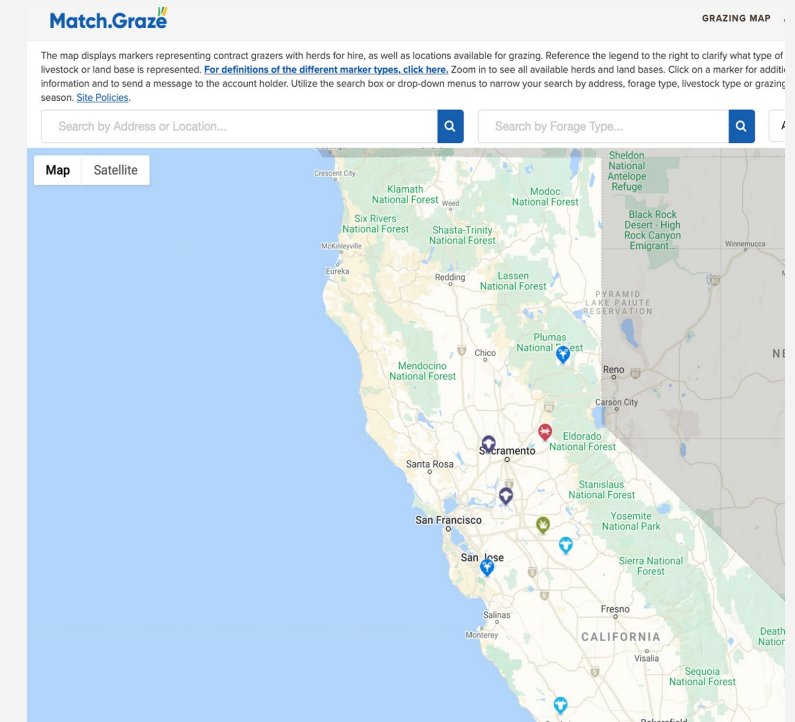 Match.Graze
GRAZING MAP
The map displays markers representing contract grazers with herds for hire, as well as locations available for grazing. Reference the legend to the right to clarify what type of
livestock or land base is represented. For definitions of the different marker types, click here. Zoom in to see all available herds and land bases. Click on a marker for additi
information and to send a message to the account holder. Utilize the search box or drop-down menus to narrow your search by address, forage type, livestock type or grazing
season. Site Policies.
Search by Address or Location...
Search by Forage Type...
Map
Satellite
Crescent City
Sheldon
National
Antelope
Refuge
Klamath
National Forest
Weed
Modoc
National Forest
Six Rivers
National Forest
Shasta-Trinity
National Forest
Black Rock
Desert - High
Rock Canyon
Emigrant...
Winnemucca
McKinleyville
Eureka
Redding
Lassen
National Forest
PYRAMID
LAKE PAIUTE
RESERVATION
Plumas
National Forest
Chico
Mendocino
National Forest
Reno
NE
Carson City
Eldorado
National Forest
Sacramento
Santa Rosa
Stanislaus
National Forest
Yosemite
National Park
San Francisco
San Jose
Sierra National
Forest
Salinas
Fresno
Monterey
CALIFORNIA
Death
Nation
Visalia
Sequoia
National Forest